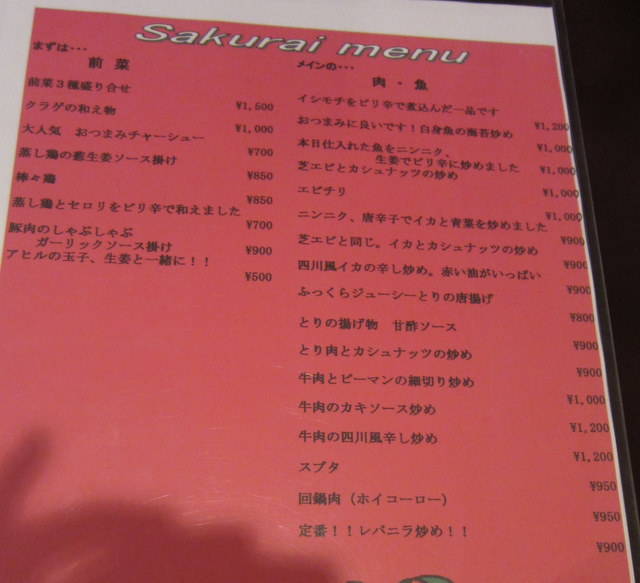 Sakurai menu
まずは・・・
前 菜
前菜３種盛り合せ
¥1,500
クラゲの和え物
¥1,000
大人気 おつまみチャーシュー
¥700
蒸し鶏の葱生姜ソース掛け
¥850
棒々鶏
¥850
蒸し鶏とセロリをピリ辛で和えました
¥700
豚肉のしゃぶしゃぶ
ガーリックソース掛け
¥900
アヒルの玉子、生姜と一緒に！！
¥500
メインの・・・
肉 ・ 魚
イシモチをピリ辛で煮込んだ一品です
¥1,200
おつまみに良いです！白身魚の海苔炒め
¥1,000
本日仕入れた魚をニンニク、
生姜でピリ辛に炒めました
¥1,000
芝エビとカシュナッツの炒め
¥1,000
エビチリ
¥1,000
ニンニク、唐辛子でイカと青菜を炒めました
¥900
芝エビと同じ。イカとカシュナッツの炒め
¥900
四川風イカの辛し炒め。赤い油がいっぱい
¥900
ふっくらジューシーとりの唐揚げ
¥800
とりの揚げ物 甘酢ソース
¥900
とり肉とカシュナッツの炒め
¥900
牛肉とピーマンの細切り炒め
¥1,000
牛肉のカキソース炒め
¥1,200
牛肉の四川風辛し炒め
¥1,200
スブタ
¥950
回鍋肉（ホイコーロー）
¥950
定番！！レバニラ炒め！！
¥900